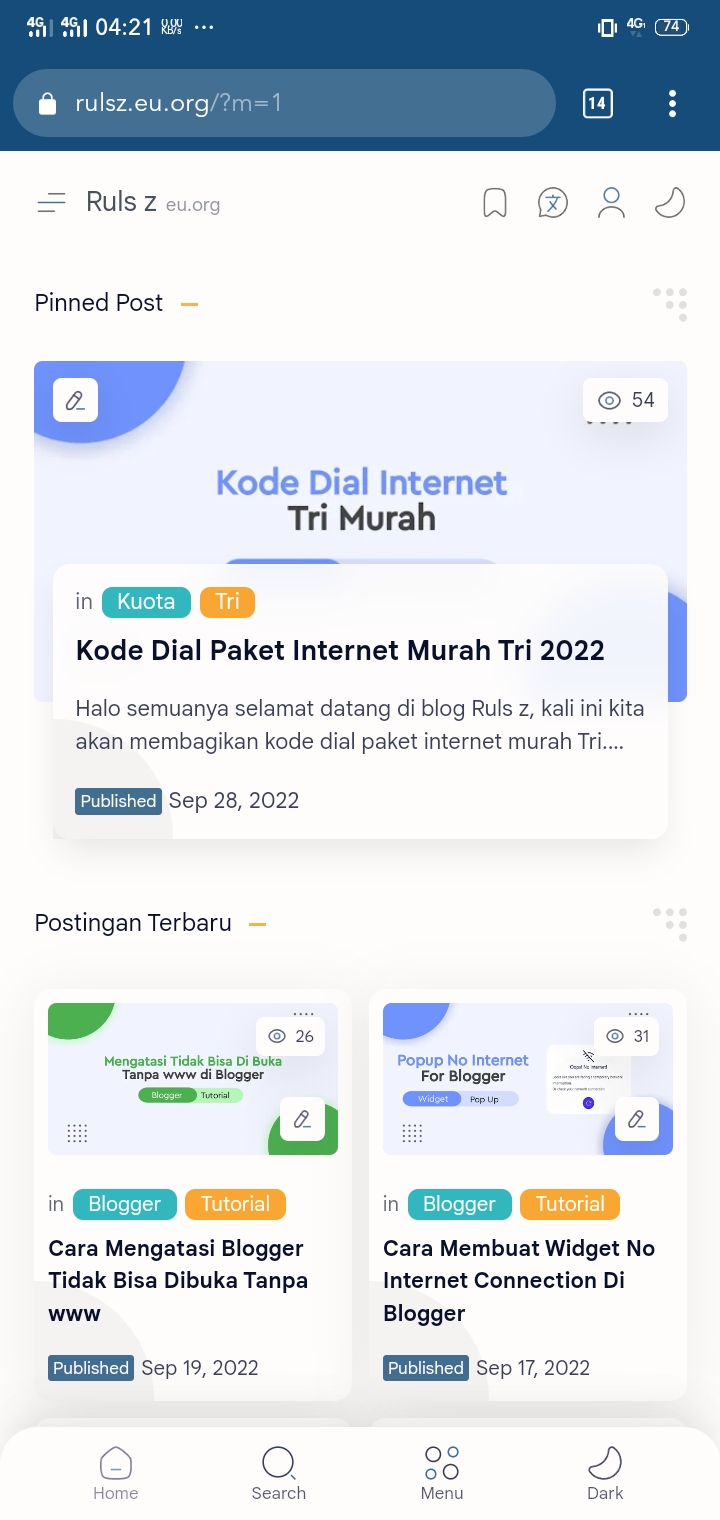 4G 4G 04:21 0,00 KB/s ... 4G 74
rulsz.eu.org/?m=1 14
Ruls z eu.org
Pinned Post
54
Kode Dial Internet
Tri Murah
in Kuota Tri
Kode Dial Paket Internet Murah Tri 2022
Halo semuanya selamat datang di blog Ruls z, kali ini kita
akan membagikan kode dial paket internet murah Tri....
Published Sep 28, 2022
Postingan Terbaru
26
Mengatasi Tidak Bisa Di Buka
Tanpa www di Blogger
Blogger Tutorial
in Blogger Tutorial
Cara Mengatasi Blogger
Tidak Bisa Dibuka Tanpa
www
Published Sep 19, 2022
31
Popup No Internet
For Blogger
Widget Pop Up
Oops! No Internet!
in Blogger Tutorial
Cara Membuat Widget No
Internet Connection Di
Blogger
Published Sep 17, 2022
Home Search Menu Dark